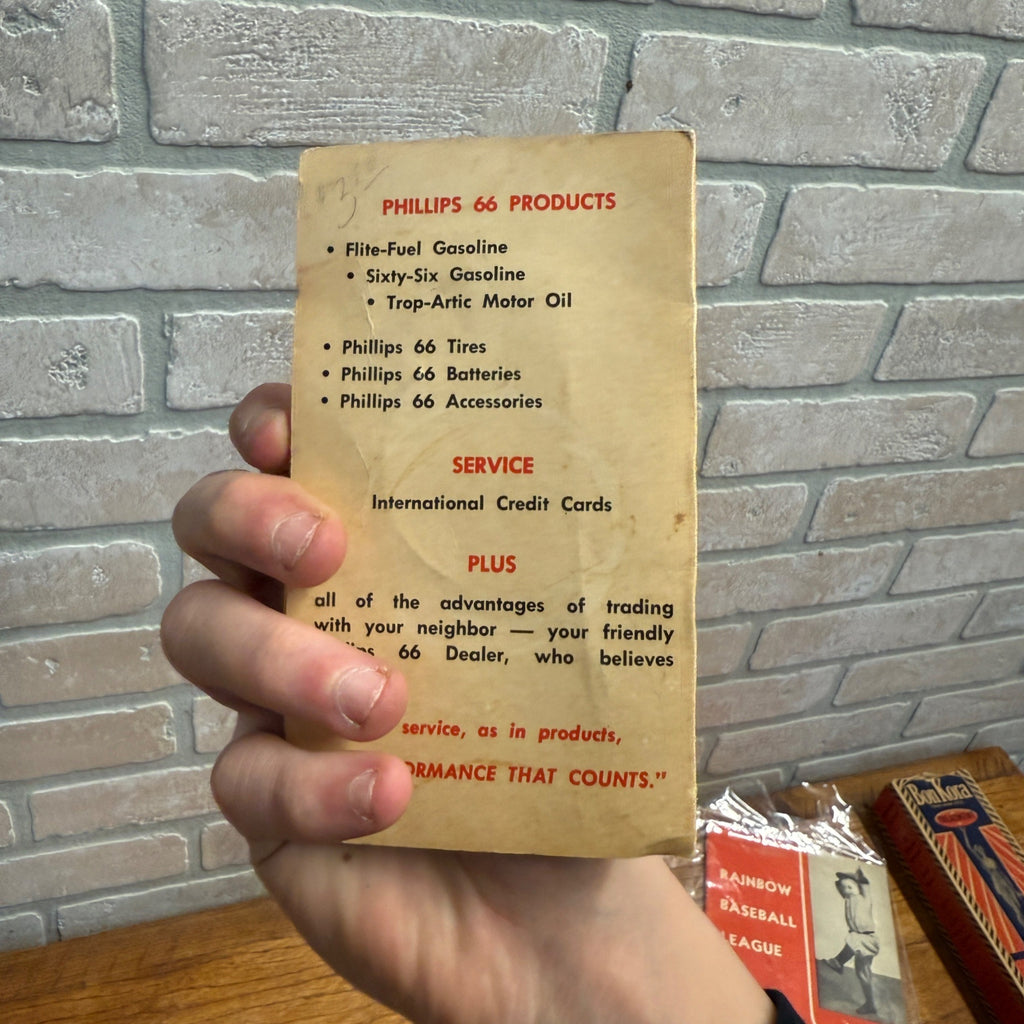 PHILLIPS 66 PRODUCTS
• Flite-Fuel Gasoline
• Sixty-Six Gasoline
• Trop-Artic Motor Oil
• Phillips 66 Tires
• Phillips 66 Batteries
• Phillips 66 Accessories
SERVICE
International Credit Cards
PLUS
all of the advantages of trading
with your neighbor — your friendly
66 Dealer, who believes
service, as in products,
THAT COUNTS.”
RAINBOW
BASEBALL
LEAGUE
BonKora